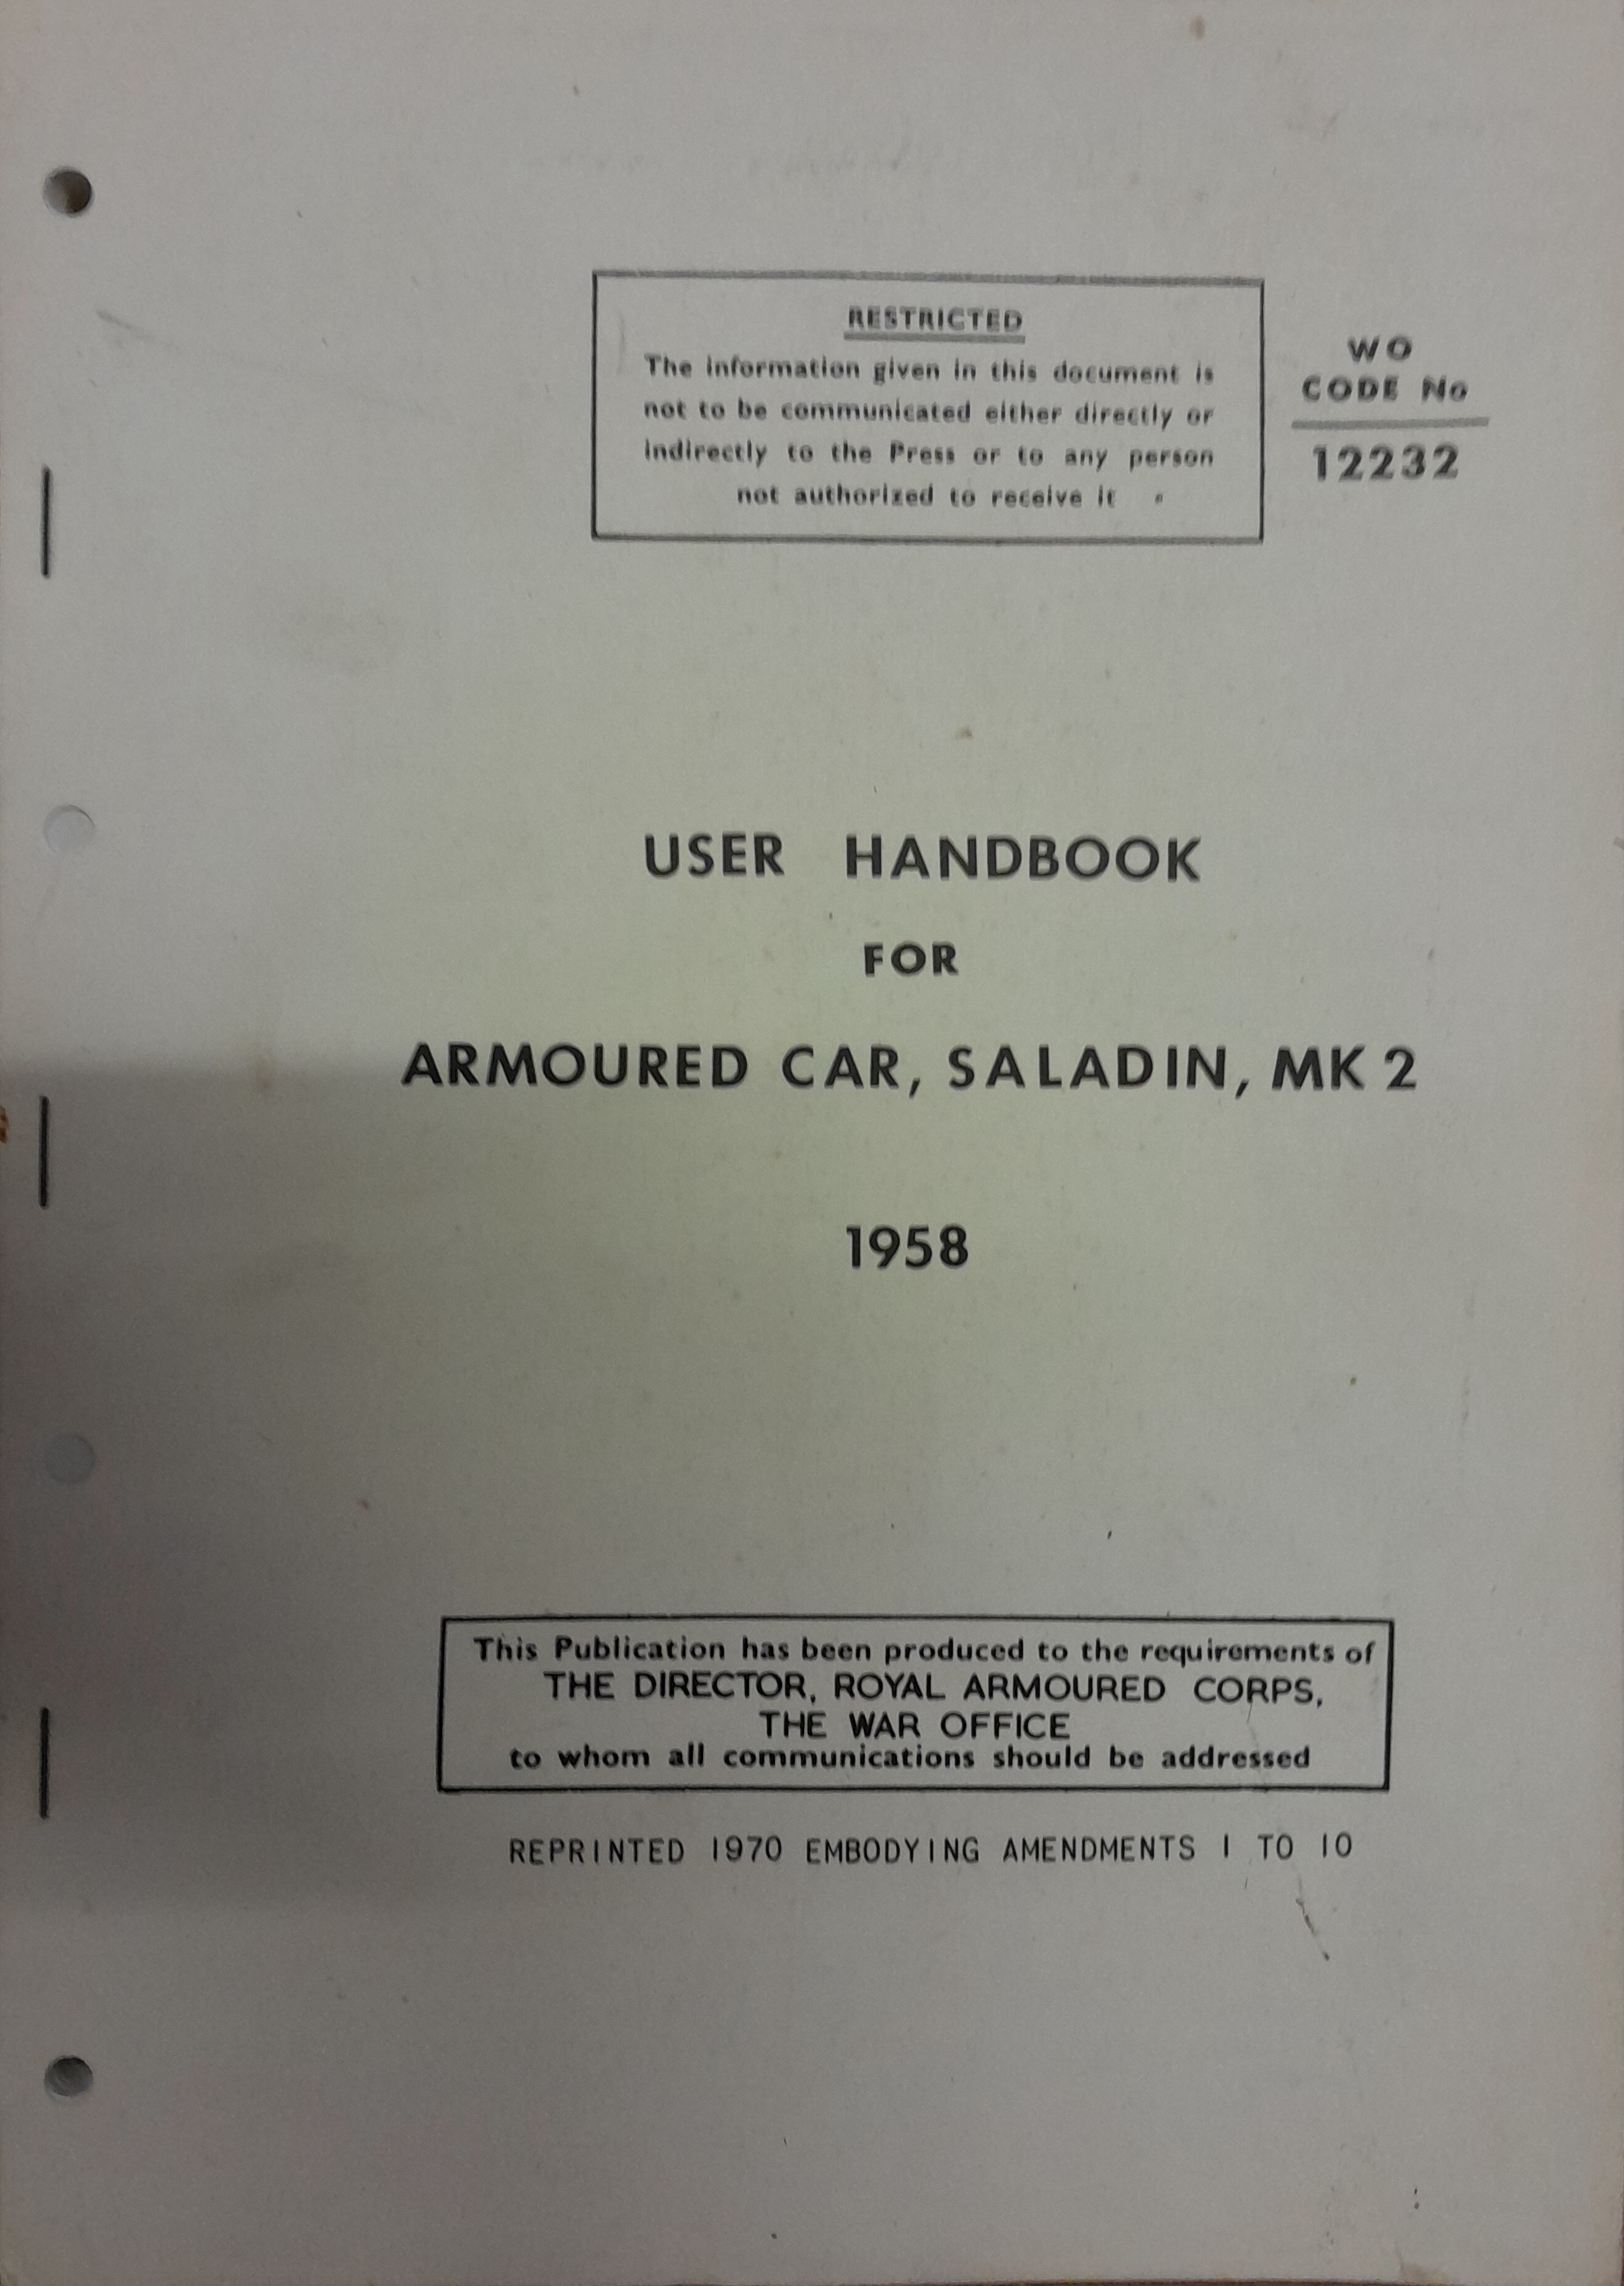 RESTRICTED
The information given in this document is
not to be communicated either directly or
indirectly to the Press or to any person
not authorized to receive it
WO
CODE No
12232
USER HANDBOOK
FOR
ARMOURED CAR, SALADIN, MK 2
1958
This Publication has been produced to the requirements of
THE DIRECTOR, ROYAL ARMOURED CORPS,
THE WAR OFFICE
to whom all communications should be addressed
REPRINTED 1970 EMBODYING AMENDMENTS 1 TO 10